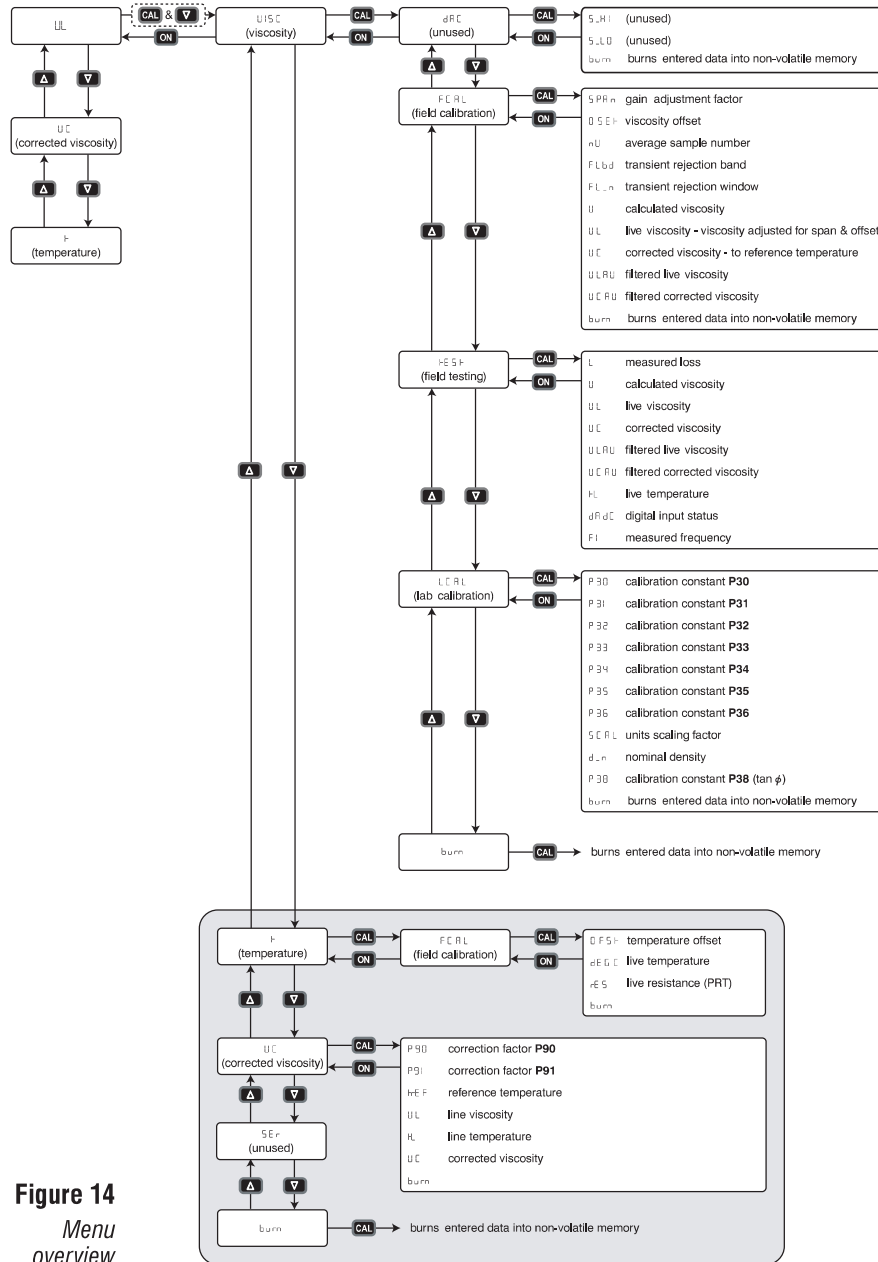 UL
CAL & ∇
ON
VISC
(viscosity)
CAL
ON
dAC
(unused)
CAL
ON
S_HI (unused)
S_LO (unused)
burn burns entered data into non-volatile memory
Δ ∇
UC
(corrected viscosity)
Δ ∇
t
(temperature)
Δ ∇
FCAL
(field calibration)
CAL
ON
SPAn gain adjustment factor
OSEt viscosity offset
nU average sample number
FLbd transient rejection band
FL_n transient rejection window
U calculated viscosity
UL live viscosity - viscosity adjusted for span & offset
UC corrected viscosity - to reference temperature
ULAU filtered live viscosity
UCAU filtered corrected viscosity
burn burns entered data into non-volatile memory
Δ ∇
tESt
(field testing)
CAL
ON
L measured loss
U calculated viscosity
UL live viscosity
UC corrected viscosity
ULAU filtered live viscosity
UCAU filtered corrected viscosity
tL live temperature
dAdC digital input status
FI measured frequency
Δ ∇
Δ ∇
LCAL
(lab calibration)
CAL
ON
P30 calibration constant P30
P31 calibration constant P31
P32 calibration constant P32
P33 calibration constant P33
P34 calibration constant P34
P35 calibration constant P35
P36 calibration constant P36
SCAL units scaling factor
d_n nominal density
P38 calibration constant P38 (tan ϕ)
burn burns entered data into non-volatile memory
Δ ∇
burn
CAL
burns entered data into non-volatile memory
t
(temperature)
CAL
ON
FCAL
(field calibration)
CAL
ON
OFSt temperature offset
dEGC live temperature
rES live resistance (PRT)
burn
Δ ∇
UC
(corrected viscosity)
CAL
ON
P90 correction factor P90
P91 correction factor P91
tEF reference temperature
UL line viscosity
tL line temperature
UC corrected viscosity
burn
Δ ∇
SEr
(unused)
Δ ∇
burn
CAL
burns entered data into non-volatile memory
Figure 14
Menu
overview